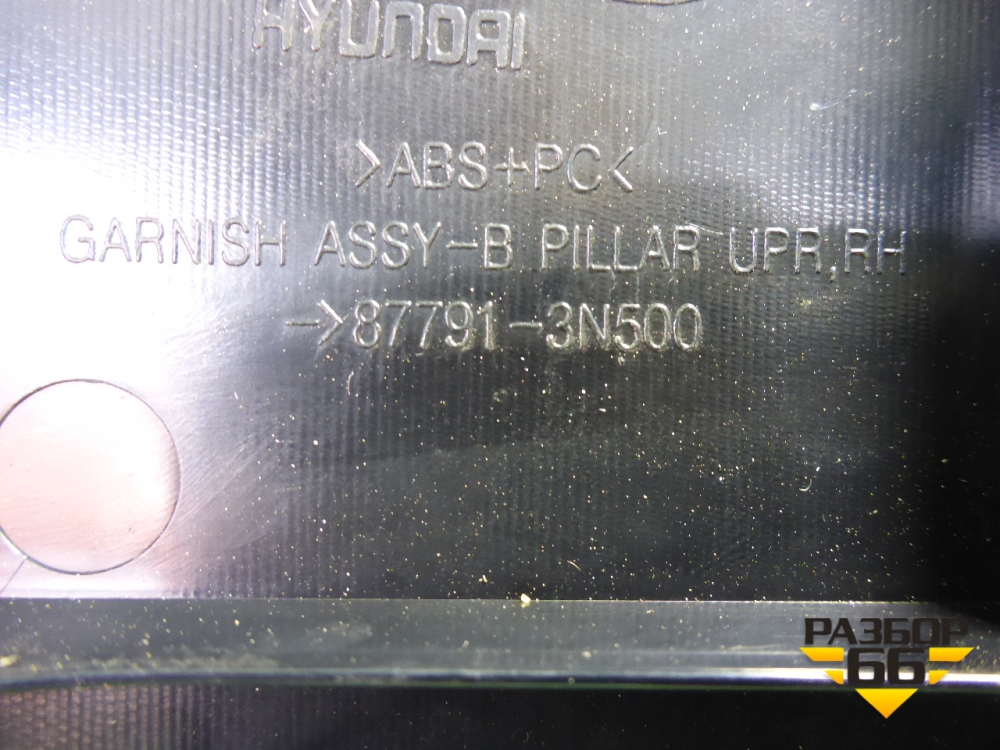 HYUNDAI
>ABS+PC<
GARNISH ASSY-B PILLAR UPR,RH
->87791-3N500
РАЗБОР
66